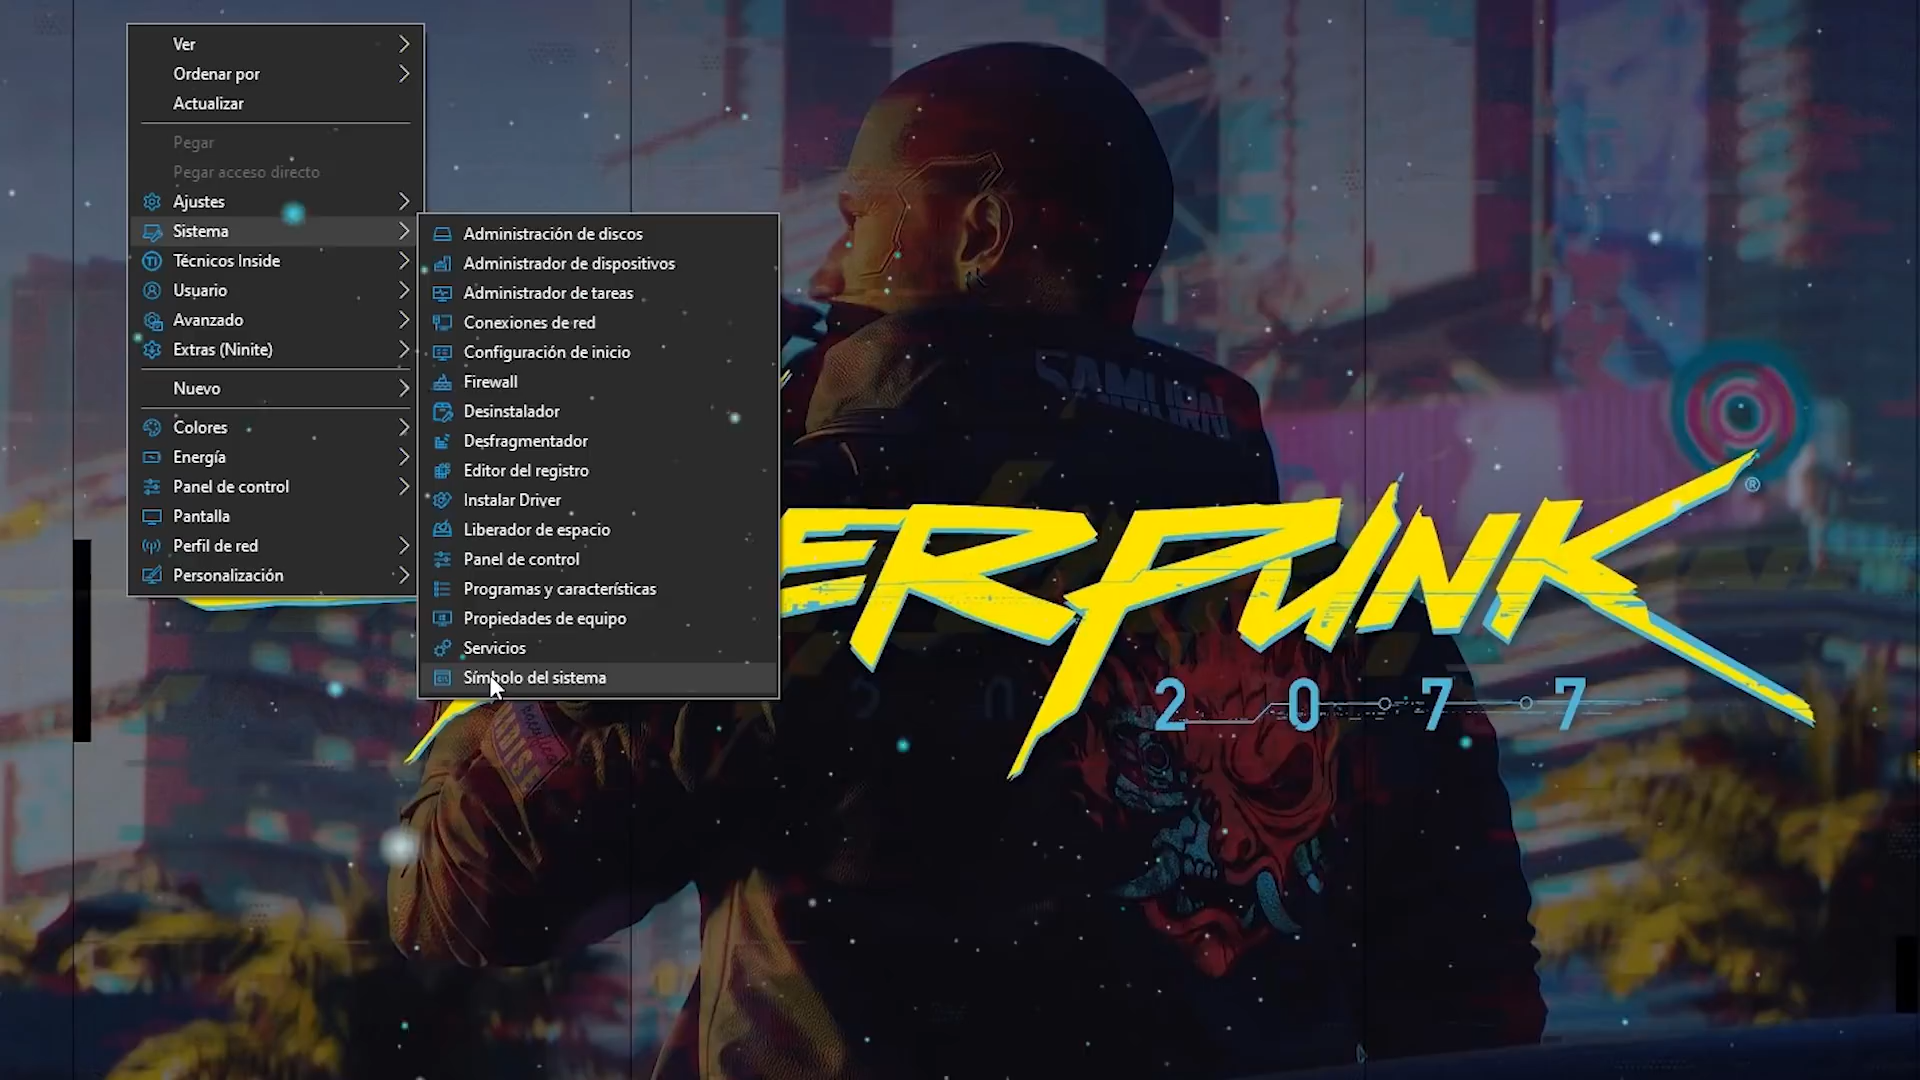 Ver
Ordenar por
Actualizar
Pegar
Pegar acceso directo
Ajustes
Sistema
Técnicos Inside
Usuario
Avanzado
Extras (Ninite)
Nuevo
Colores
Energía
Panel de control
Pantalla
Perfil de red
Personalización
Administración de discos
Administrador de dispositivos
Administrador de tareas
Conexiones de red
Configuración de inicio
Firewall
Desinstalador
Desfragmentador
Editor del registro
Instalar Driver
Liberador de espacio
Panel de control
Programas y características
Propiedades de equipo
Servicios
Símbolo del sistema
SAMURAI
ERPUNK®
2077